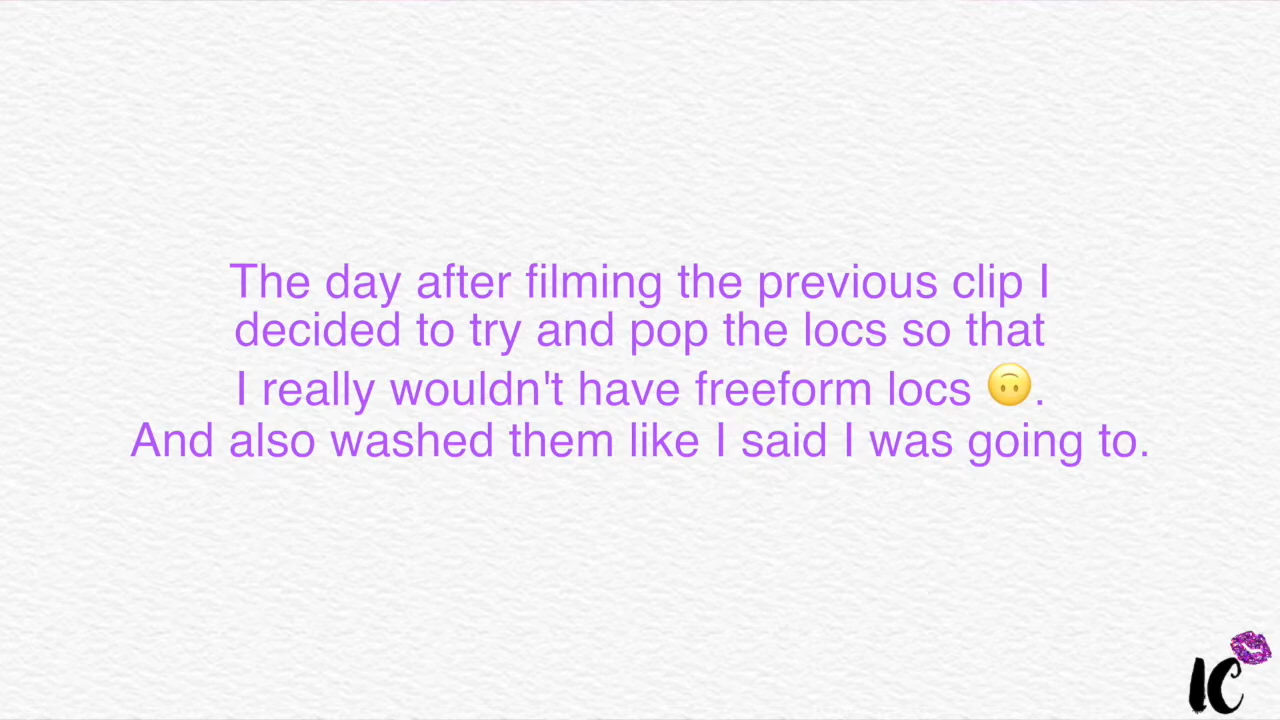 The day after filming the previous clip I
decided to try and pop the locs so that
I really wouldn't have freeform locs 🙃.
And also washed them like I said I was going to.
IC